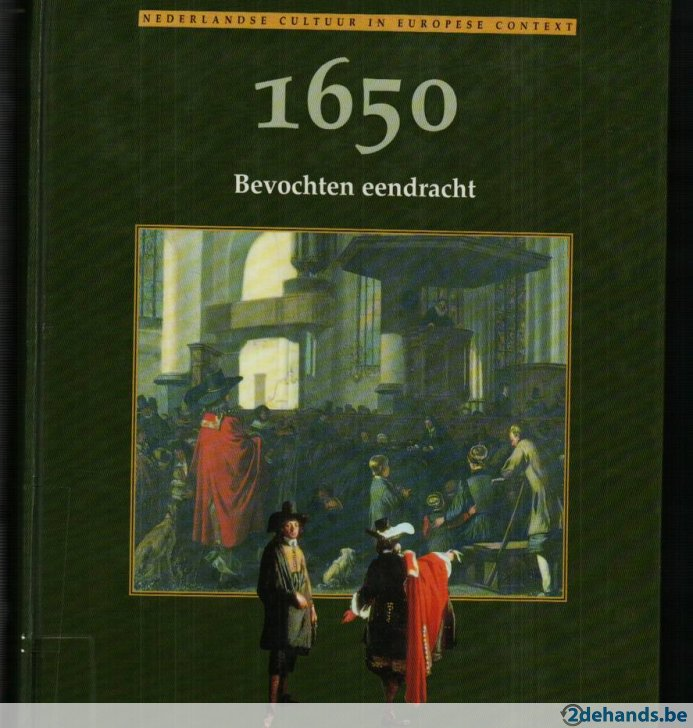 NEDERLANDSE CULTUUR IN EUROPESE CONTEXT
1650
Bevochten eendracht
2dehands.be